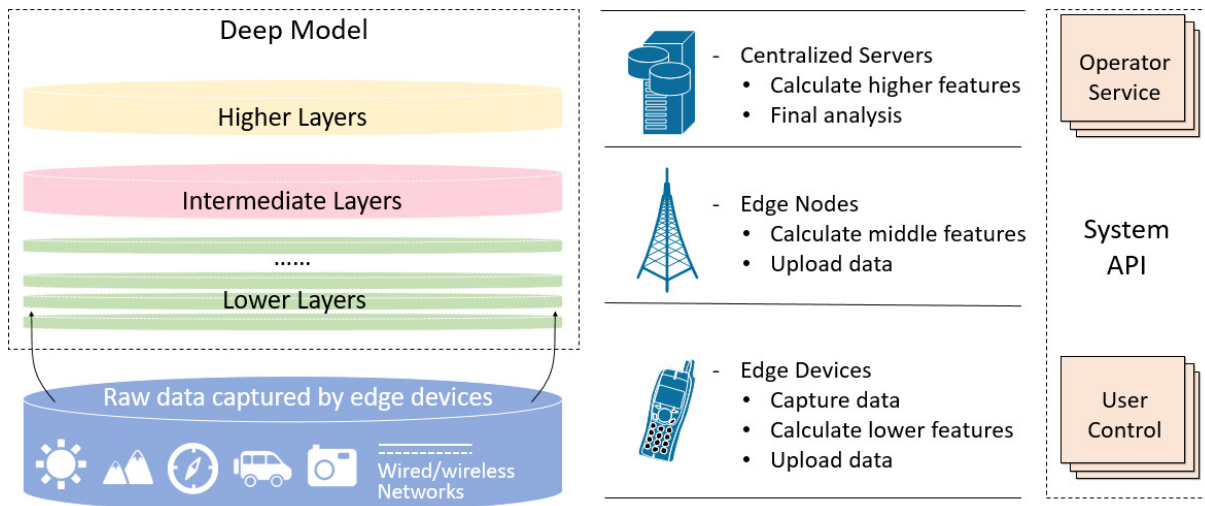 Deep Model
Higher Layers
Intermediate Layers
......
Lower Layers
Raw data captured by edge devices
Wired/wireless
Networks
- Centralized Servers
• Calculate higher features
• Final analysis
- Edge Nodes
• Calculate middle features
• Upload data
- Edge Devices
• Capture data
• Calculate lower features
• Upload data
Operator
Service
System
API
User
Control